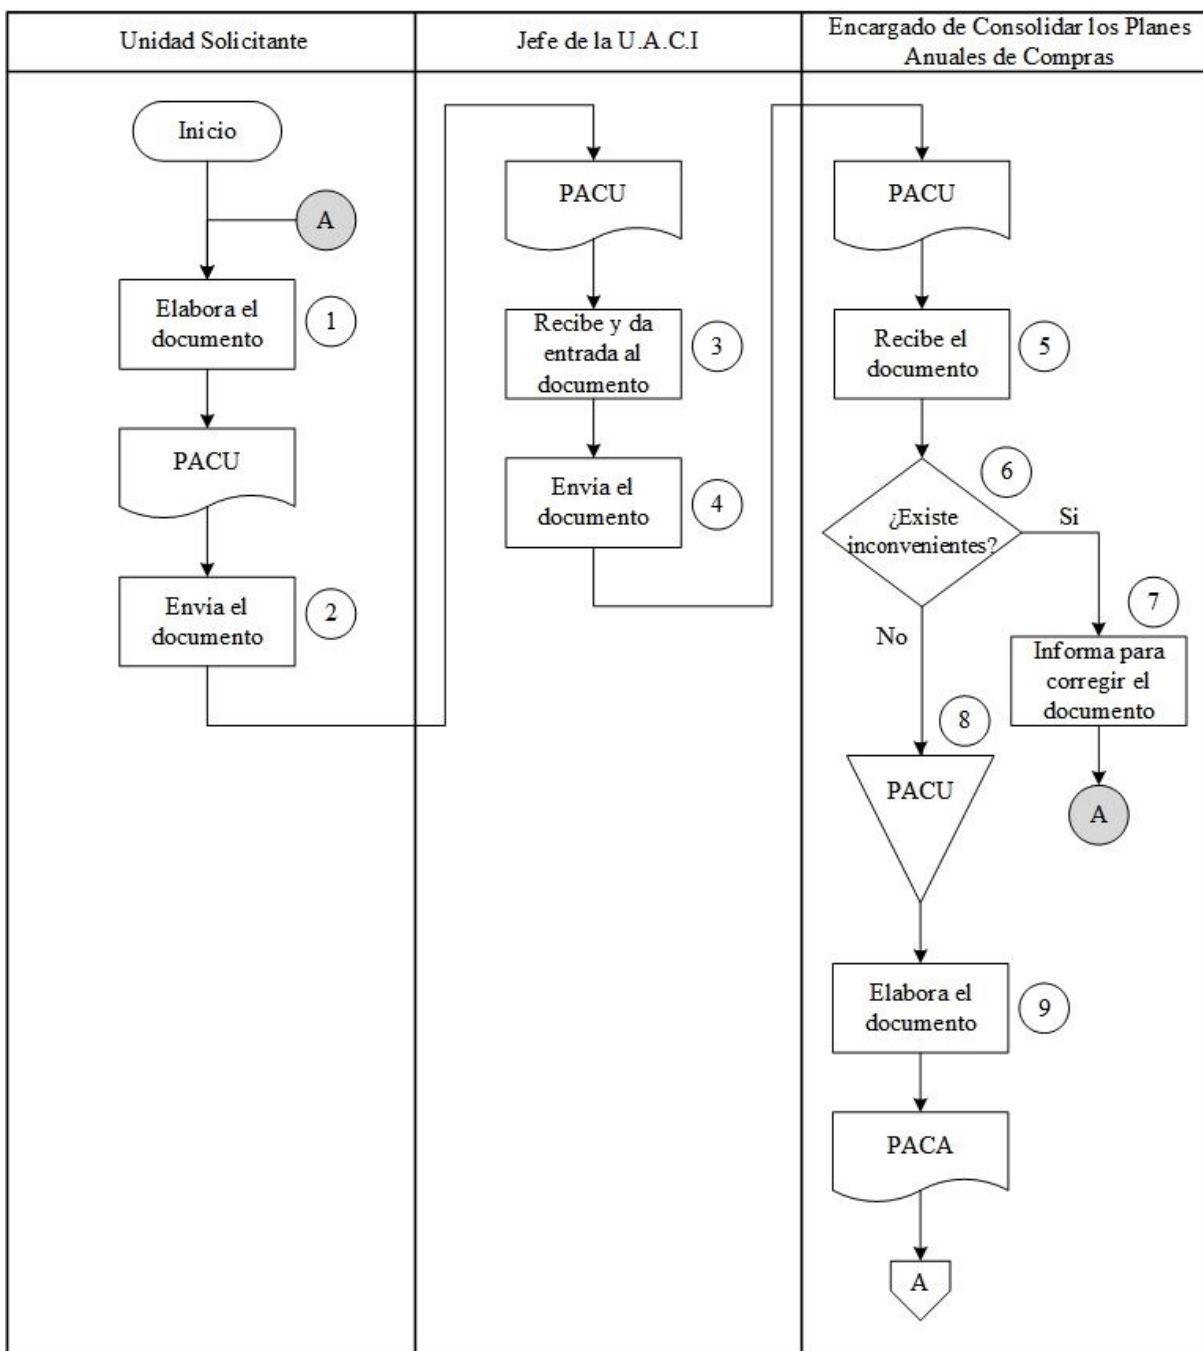 Unidad Solicitante
Jefe de la U.A.C.I
Encargado de Consolidar los Planes
Anuales de Compras
Inicio
A
Elabora el
documento
1
PACU
Envía el
documento
2
PACU
Recibe y da
entrada al
documento
3
Envía el
documento
4
PACU
Recibe el
documento
5
¿Existe
inconvenientes?
6
Si
No
7
Informa para
corregir el
documento
A
8
PACU
Elabora el
documento
9
PACA
A